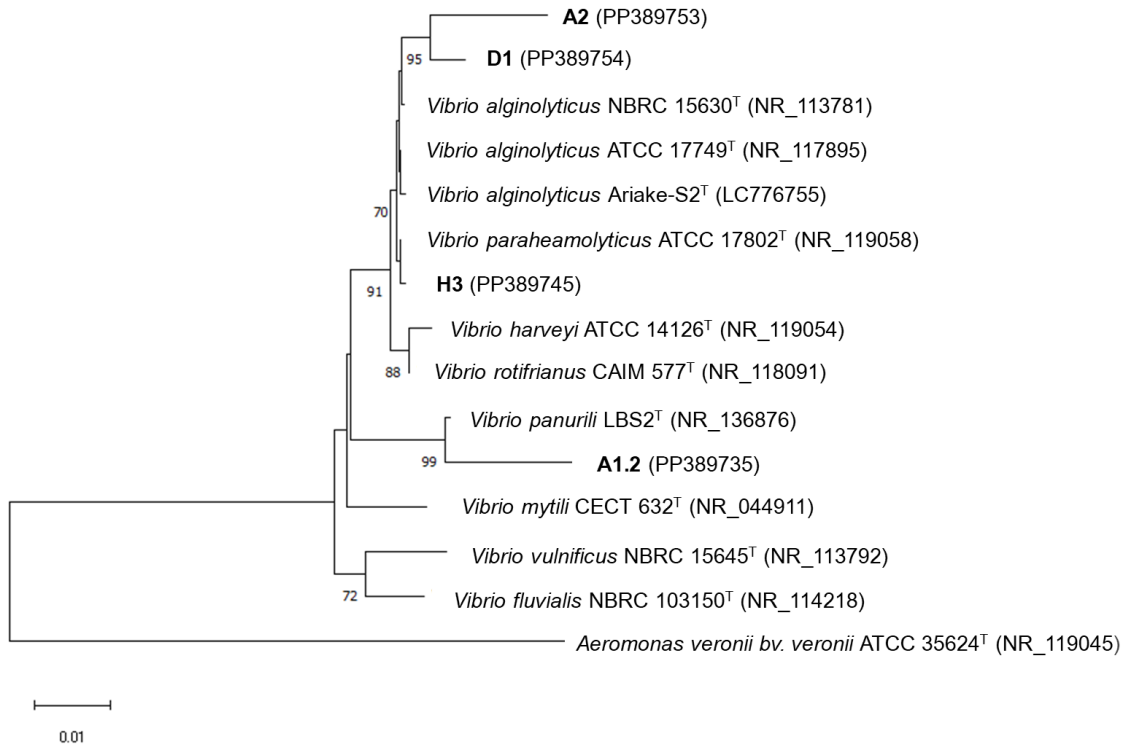 A2 (PP389753)
95
D1 (PP389754)
Vibrio alginolyticus NBRC 15630ᵀ (NR_113781)
Vibrio alginolyticus ATCC 17749ᵀ (NR_117895)
Vibrio alginolyticus Ariake-S2ᵀ (LC776755)
70
Vibrio paraheamolyticus ATCC 17802ᵀ (NR_119058)
H3 (PP389745)
91
Vibrio harveyi ATCC 14126ᵀ (NR_119054)
Vibrio rotifrianus CAIM 577ᵀ (NR_118091)
88
Vibrio panurili LBS2ᵀ (NR_136876)
99
A1.2 (PP389735)
Vibrio mytili CECT 632ᵀ (NR_044911)
Vibrio vulnificus NBRC 15645ᵀ (NR_113792)
72
Vibrio fluvialis NBRC 103150ᵀ (NR_114218)
Aeromonas veronii bv. veronii ATCC 35624ᵀ (NR_119045)
0.01